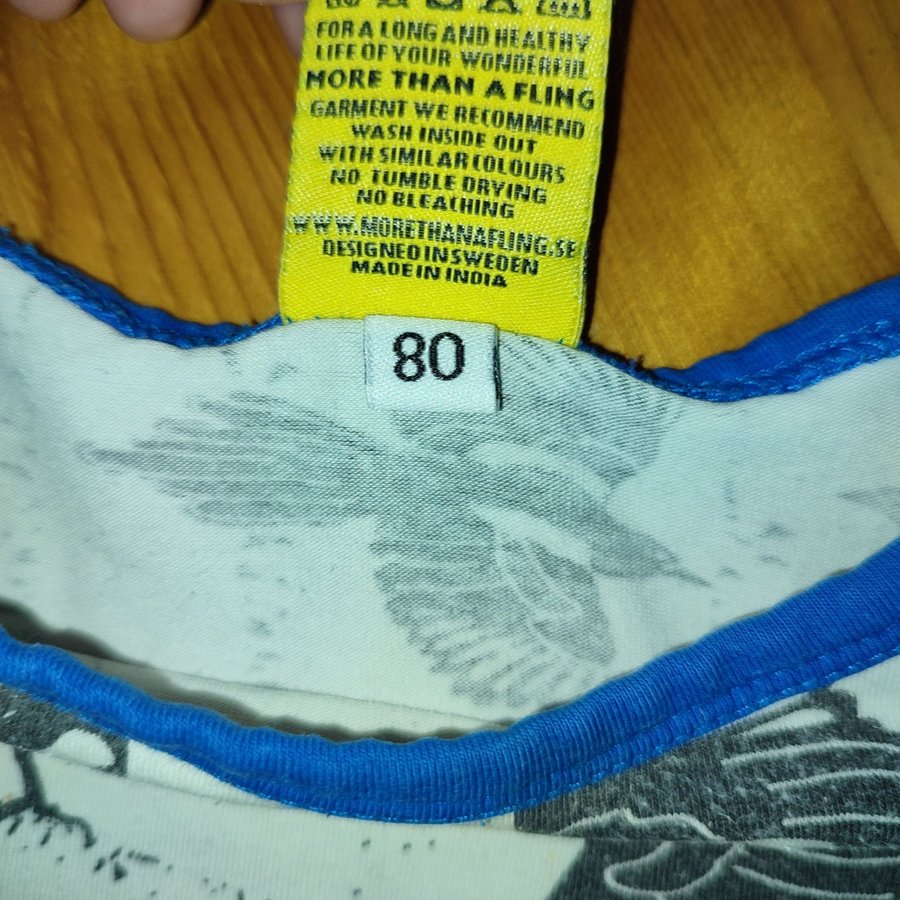 FOR A LONG AND HEALTHY
LIFE OF YOUR WONDERFUL
MORE THAN A FLING
GARMENT WE RECOMMEND
WASH INSIDE OUT
WITH SIMILAR COLOURS
NO TUMBLE DRYING
NO BLEACHING
WWW.MORETHANAFLING.SE
DESIGNED IN SWEDEN
MADE IN INDIA
80